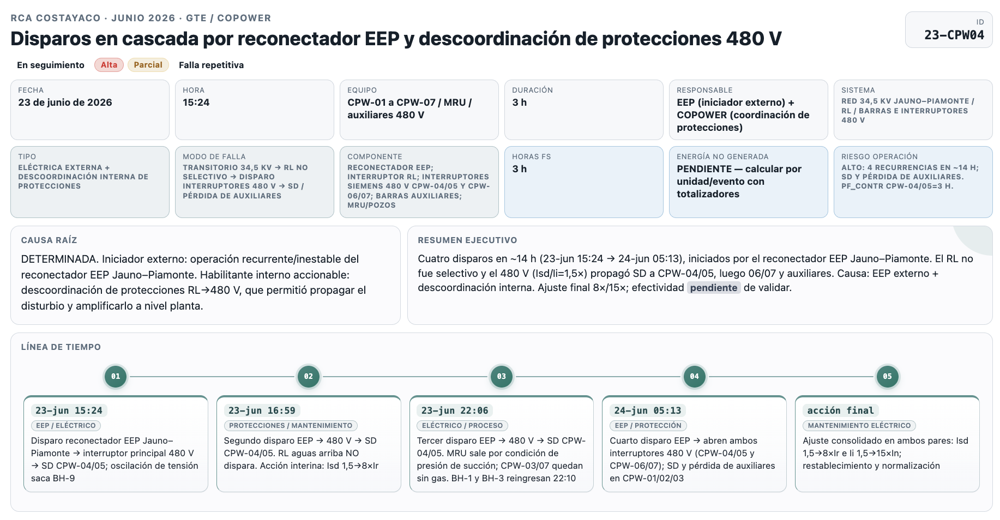 RCA COSTAYACO · JUNIO 2026 · GTE / COPOWER
Disparos en cascada por reconectador EEP y descoordinación de protecciones 480 V
ID
23-CPW04
En seguimiento
Alta
Parcial
Falla repetitiva
FECHA
23 de junio de 2026
HORA
15:24
EQUIPO
CPW-01 a CPW-07 / MRU /
auxiliares 480 V
DURACIÓN
3 h
RESPONSABLE
EEP (iniciador externo) +
COPOWER (coordinación de
protecciones)
SISTEMA
RED 34,5 KV JAUNO–PIAMONTE /
RL / BARRAS E INTERRUPTORES
480 V
TIPO
ELÉCTRICA EXTERNA +
DESCOORDINACIÓN INTERNA DE
PROTECCIONES
MODO DE FALLA
TRANSITORIO 34,5 KV → RL NO
SELECTIVO → DISPARO
INTERRUPTORES 480 V → SD /
PÉRDIDA DE AUXILIARES
COMPONENTE
RECONECTADOR EEP;
INTERRUPTOR RL; INTERRUPTORES
SIEMENS 480 V CPW-04/05 Y CPW-
06/07; BARRAS AUXILIARES;
MRU/POZOS
HORAS FS
3 h
ENERGÍA NO GENERADA
PENDIENTE — calcular por
unidad/evento con
totalizadores
RIESGO OPERACIÓN
ALTO: 4 RECURRENCIAS EN ~14 H;
SD Y PÉRDIDA DE AUXILIARES.
PF_CONTR CPW-04/05=3 H.
CAUSA RAÍZ
DETERMINADA. Iniciador externo: operación recurrente/inestable del
reconectador EEP Jauno–Piamonte. Habilitante interno accionable:
descoordinación de protecciones RL→480 V, que permitió propagar el
disturbio y amplificarlo a nivel planta.
RESUMEN EJECUTIVO
Cuatro disparos en ~14 h (23-jun 15:24 → 24-jun 05:13), iniciados por el reconectador EEP Jauno–Piamonte. El RL no
fue selectivo y el 480 V (Isd/Ii=1,5×) propagó SD a CPW-04/05, luego 06/07 y auxiliares. Causa: EEP externo +
descoordinación interna. Ajuste final 8×/15×; efectividad pendiente de validar.
LÍNEA DE TIEMPO
01
02
03
04
05
23-jun 15:24
EEP / ELÉCTRICO
Disparo reconectador EEP Jauno–
Piamonte → interruptor principal 480 V
→ SD CPW-04/05; oscilación de tensión
saca BH-9
23-jun 16:59
PROTECCIONES / MANTENIMIENTO
Segundo disparo EEP → 480 V → SD
CPW-04/05. RL aguas arriba NO
dispara. Acción interina: Isd 1,5→8×Ir
23-jun 22:06
ELÉCTRICO / PROCESO
Tercer disparo EEP → 480 V → SD CPW-
04/05. MRU sale por condición de
presión de succión; CPW-03/07 quedan
sin gas. BH-1 y BH-3 reingresan 22:10
24-jun 05:13
EEP / PROTECCIÓN
Cuarto disparo EEP → abren ambos
interruptores 480 V (CPW-04/05 y
CPW-06/07); SD y pérdida de auxiliares
en CPW-01/02/03
acción final
MANTENIMIENTO ELÉCTRICO
Ajuste consolidado en ambos pares: Isd
1,5→8×Ir e Ii 1,5→15×In;
restablecimiento y normalización